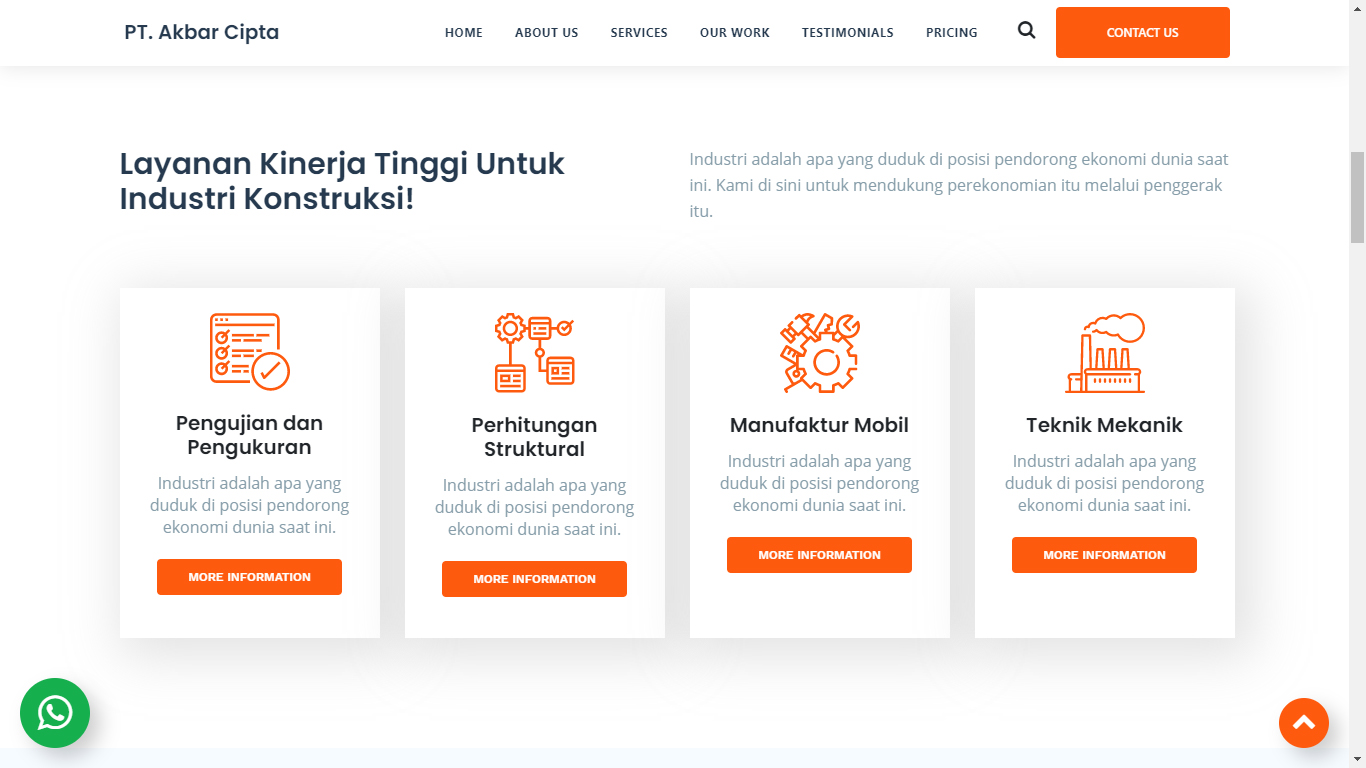 PT. Akbar Cipta
HOME
ABOUT US
SERVICES
OUR WORK
TESTIMONIALS
PRICING
CONTACT US
Layanan Kinerja Tinggi Untuk
Industri Konstruksi!
Industri adalah apa yang duduk di posisi pendorong ekonomi dunia saat
ini. Kami di sini untuk mendukung perekonomian itu melalui penggerak
itu.
Pengujian dan
Pengukuran
Industri adalah apa yang
duduk di posisi pendorong
ekonomi dunia saat ini.
MORE INFORMATION
Perhitungan
Struktural
Industri adalah apa yang
duduk di posisi pendorong
ekonomi dunia saat ini.
MORE INFORMATION
Manufaktur Mobil
Industri adalah apa yang
duduk di posisi pendorong
ekonomi dunia saat ini.
MORE INFORMATION
Teknik Mekanik
Industri adalah apa yang
duduk di posisi pendorong
ekonomi dunia saat ini.
MORE INFORMATION